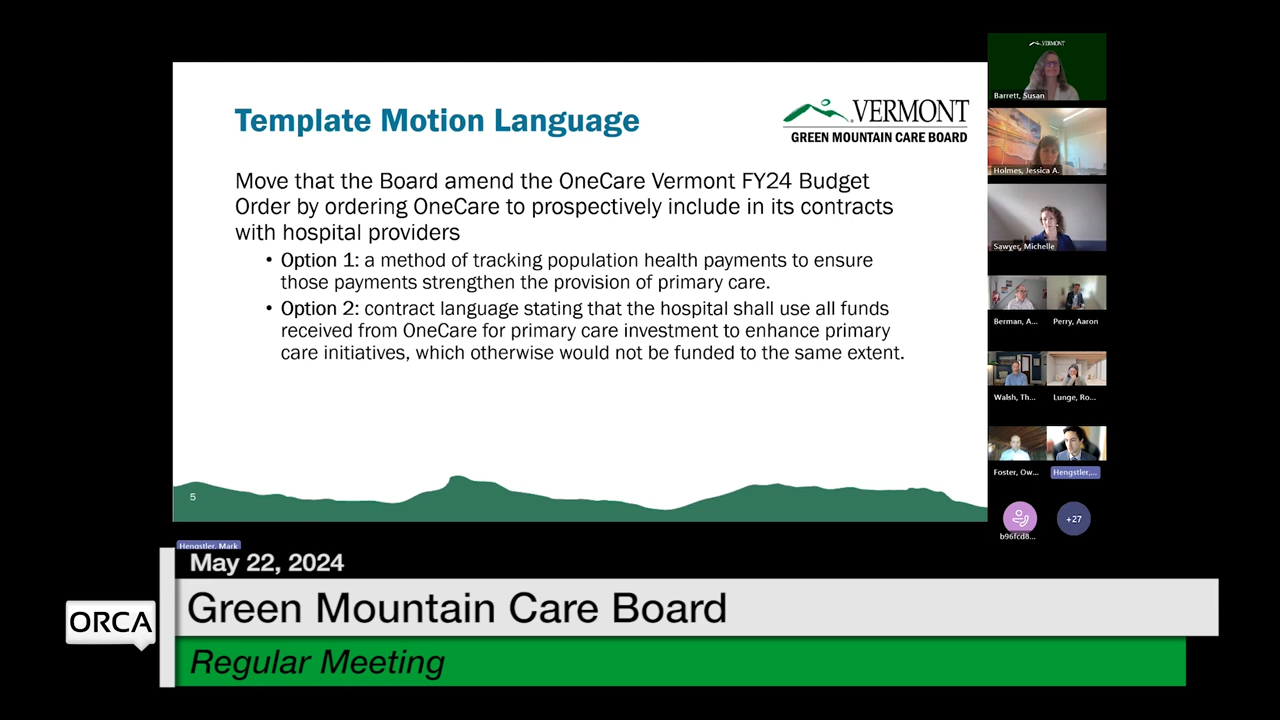 Template Motion Language
VERMONT
GREEN MOUNTAIN CARE BOARD
Move that the Board amend the OneCare Vermont FY24 Budget
Order by ordering OneCare to prospectively include in its contracts
with hospital providers
• Option 1: a method of tracking population health payments to ensure
those payments strengthen the provision of primary care.
• Option 2: contract language stating that the hospital shall use all funds
received from OneCare for primary care investment to enhance primary
care initiatives, which otherwise would not be funded to the same extent.
5
VERMONT
Barrett, Susan
Holmes, Jessica A.
Sawyer, Michelle
Berman, A...
Perry, Aaron
Walsh, Th...
Lunge, Ro...
Foster, Ow...
Hengstler,...
b96fcd8...
+27
Hengstler, Mark
May 22, 2024
ORCA
Green Mountain Care Board
Regular Meeting